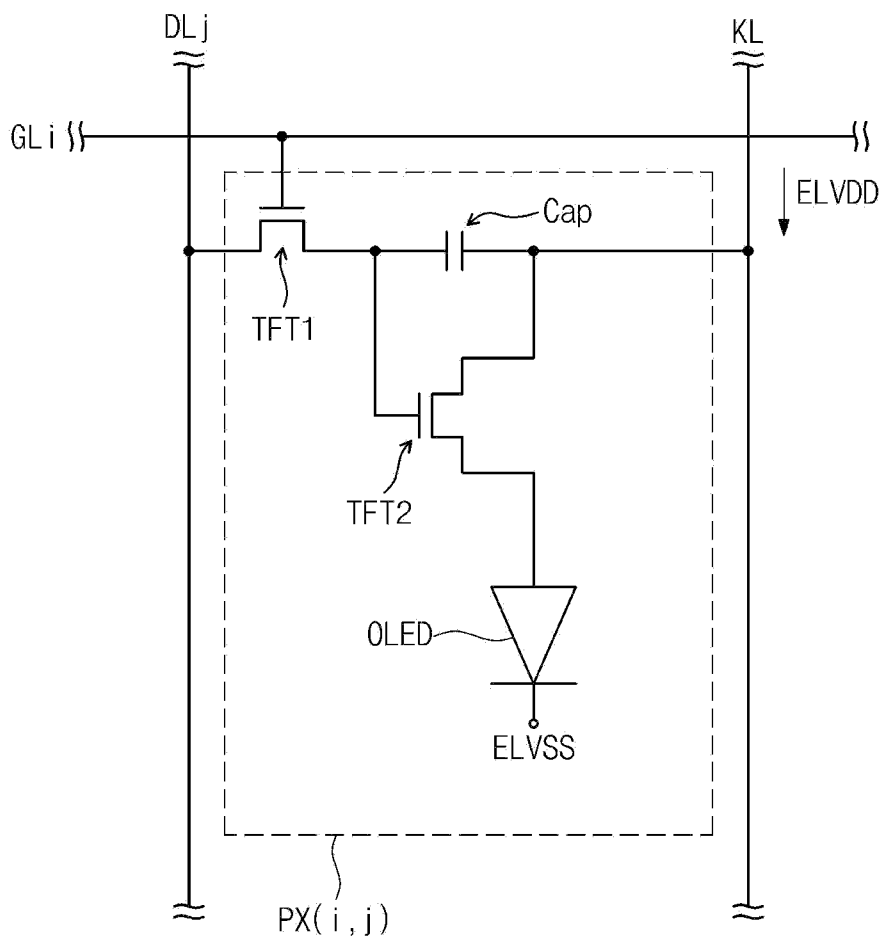 DLj
KL
GLi
ELVDD
Cap
TFT1
TFT2
OLED
ELVSS
PX(i,j)